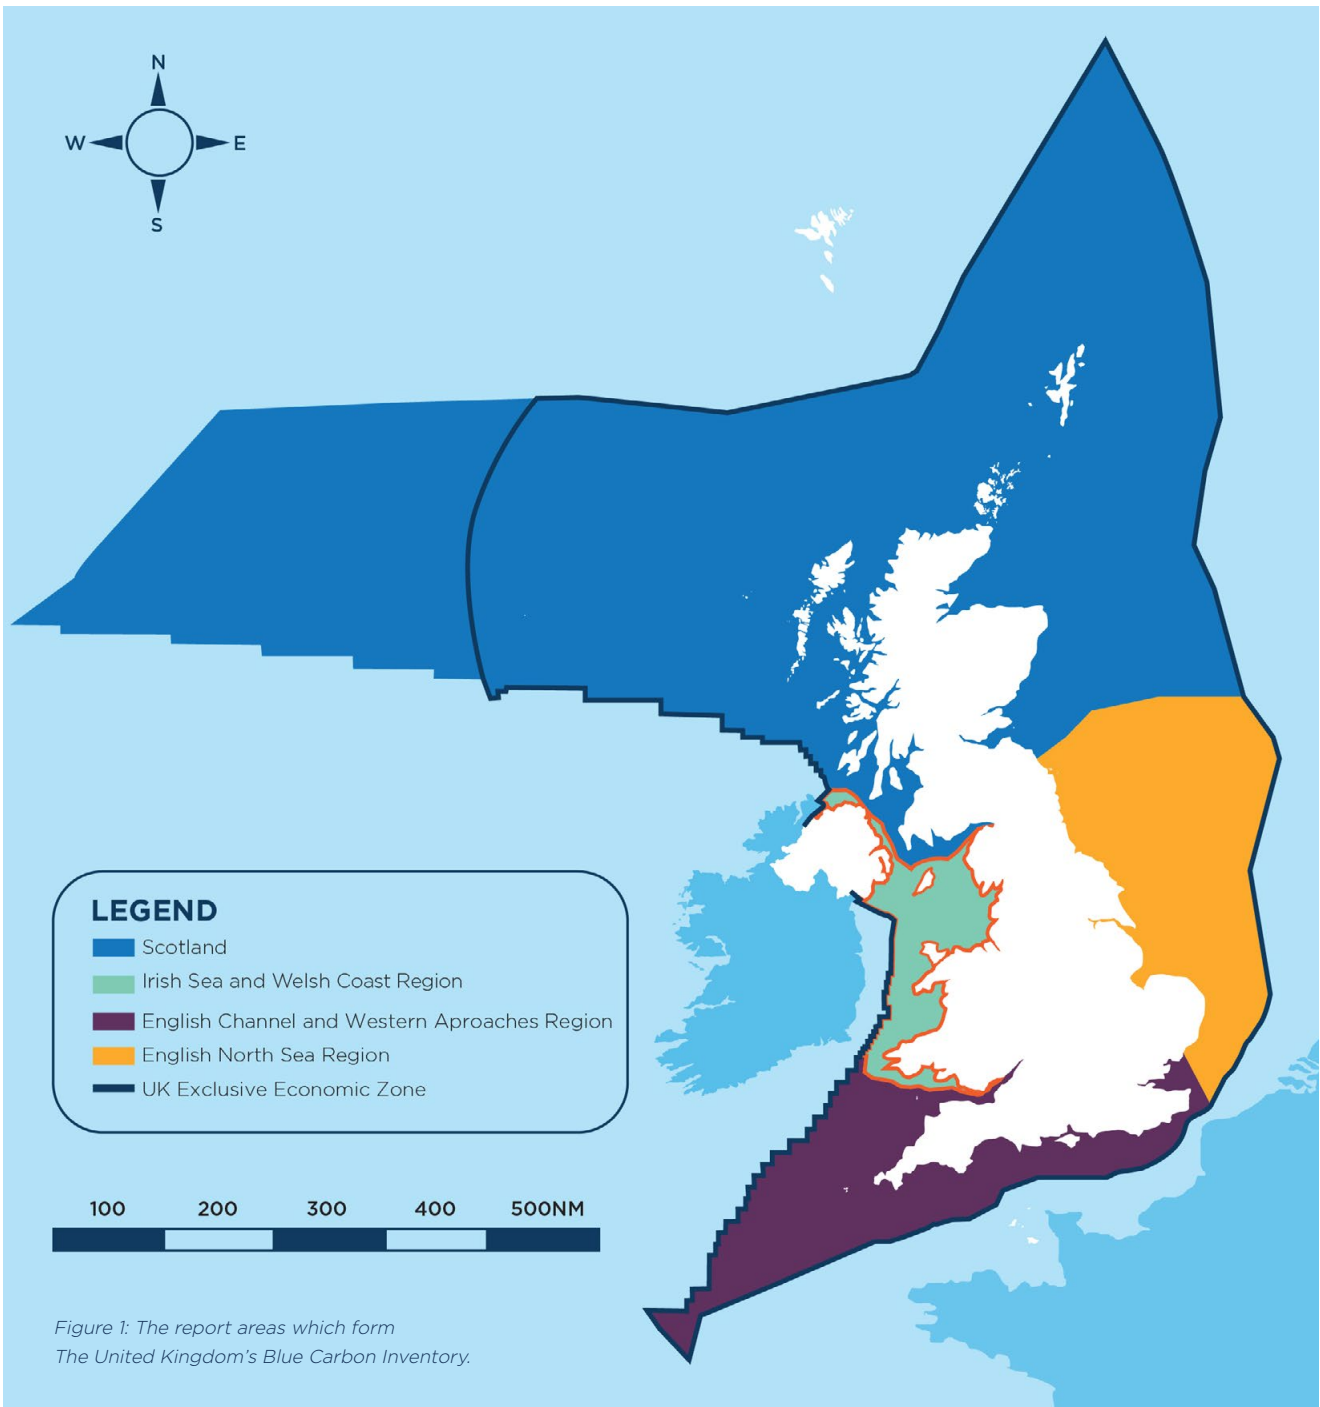 N
W E
S
LEGEND
Scotland
Irish Sea and Welsh Coast Region
English Channel and Western Aproaches Region
English North Sea Region
UK Exclusive Economic Zone
100 200 300 400 500NM
Figure 1: The report areas which form
The United Kingdom's Blue Carbon Inventory.